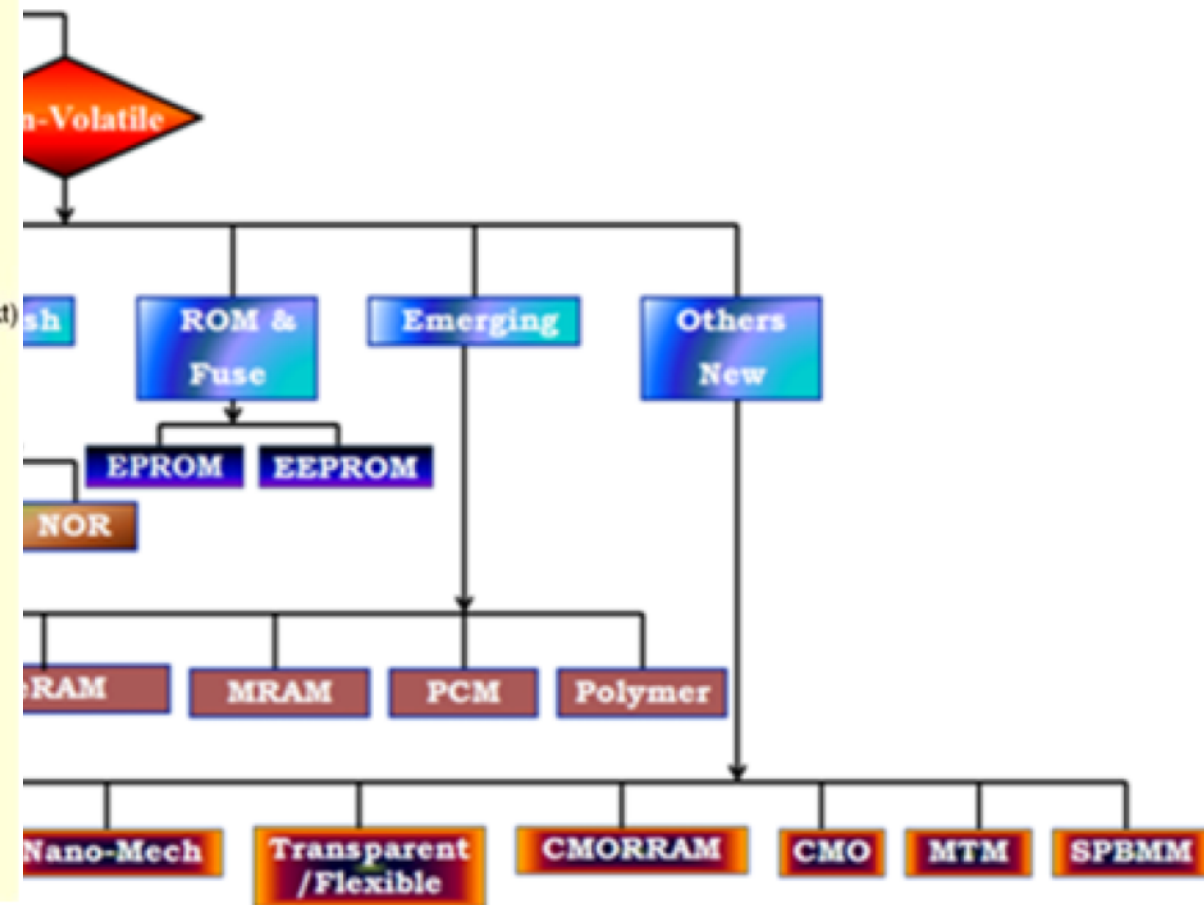 n-Volatile
t)
sh
ROM &
Fuse
Emerging
Others
New
EPROM
EEPROM
NOR
RAM
MRAM
PCM
Polymer
Nano-Mech
Transparent
/Flexible
CMORRAM
CMO
MTM
SPBMM